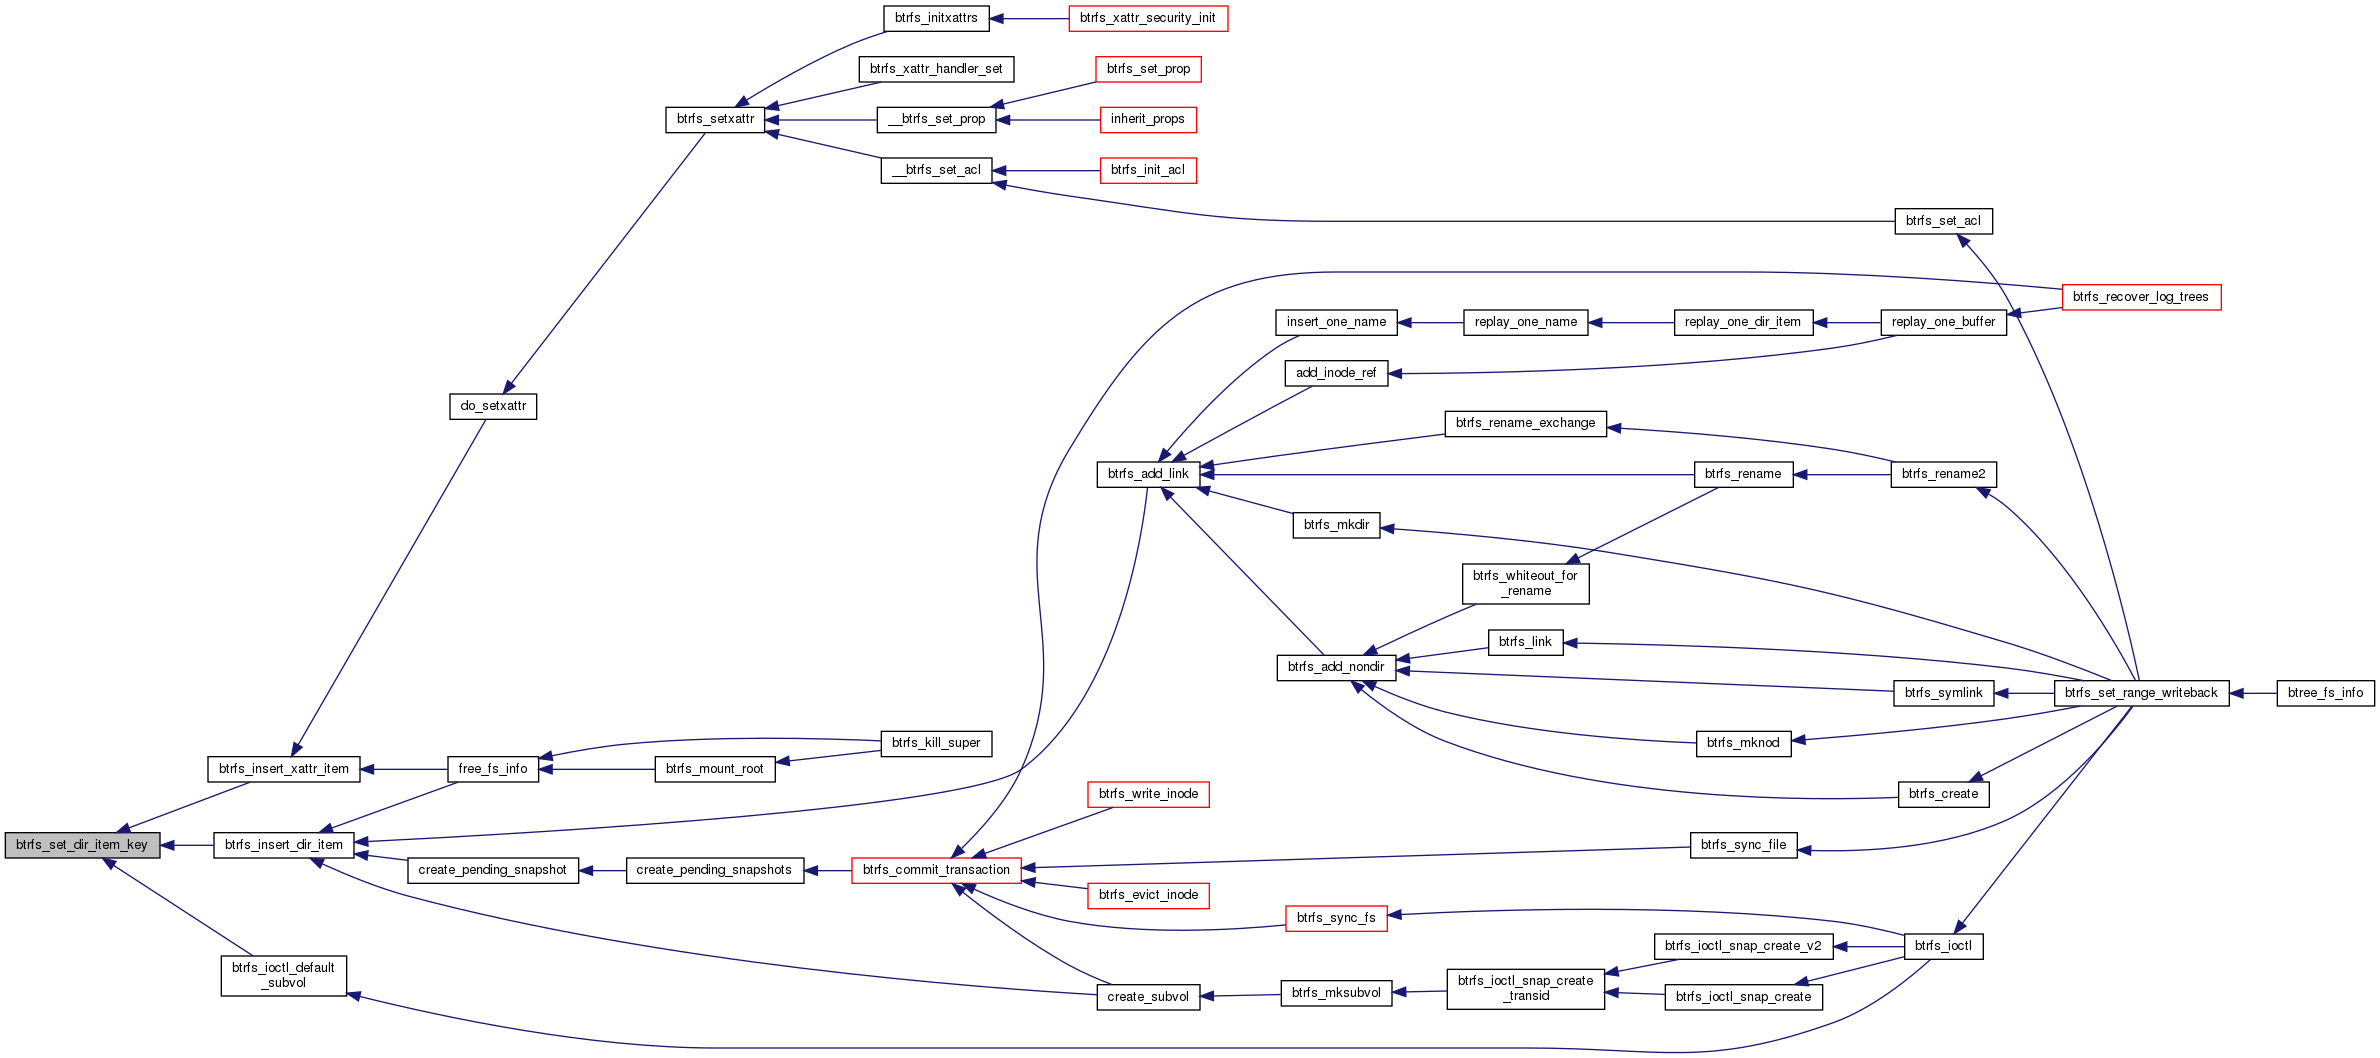 btrfs_initxattrs
btrfs_xattr_security_init
btrfs_xattr_handler_set
btrfs_set_prop
btrfs_setxattr
__btrfs_set_prop
inherit_props
__btrfs_set_acl
btrfs_init_acl
btrfs_set_acl
btrfs_recover_log_trees
insert_one_name
replay_one_name
replay_one_dir_item
replay_one_buffer
add_inode_ref
do_setxattr
btrfs_rename_exchange
btrfs_add_link
btrfs_rename
btrfs_rename2
btrfs_mkdir
btrfs_whiteout_for
_rename
btrfs_link
btrfs_add_nondir
btrfs_symlink
btrfs_set_range_writeback
btree_fs_info
btrfs_mknod
btrfs_kill_super
btrfs_insert_xattr_item
free_fs_info
btrfs_mount_root
btrfs_write_inode
btrfs_create
btrfs_set_dir_item_key
btrfs_insert_dir_item
btrfs_sync_file
create_pending_snapshot
create_pending_snapshots
btrfs_commit_transaction
btrfs_evict_inode
btrfs_sync_fs
btrfs_ioctl_snap_create_v2
btrfs_ioctl
btrfs_ioctl_default
_subvol
create_subvol
btrfs_mksubvol
btrfs_ioctl_snap_create
_transid
btrfs_ioctl_snap_create